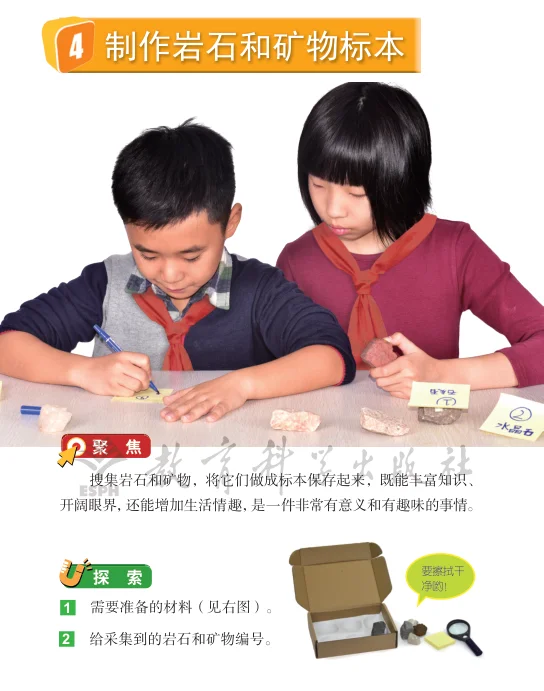 4 制作岩石和矿物标本
①
②
水晶石
聚 焦
教育科学出版社
ESPH
搜集岩石和矿物，将它们做成标本保存起来，既能丰富知识、
开阔眼界，还能增加生活情趣，是一件非常有意义和有趣味的事情。
探 索
要擦拭干
净哟！
1 需要准备的材料（见右图）。
2 给采集到的岩石和矿物编号。